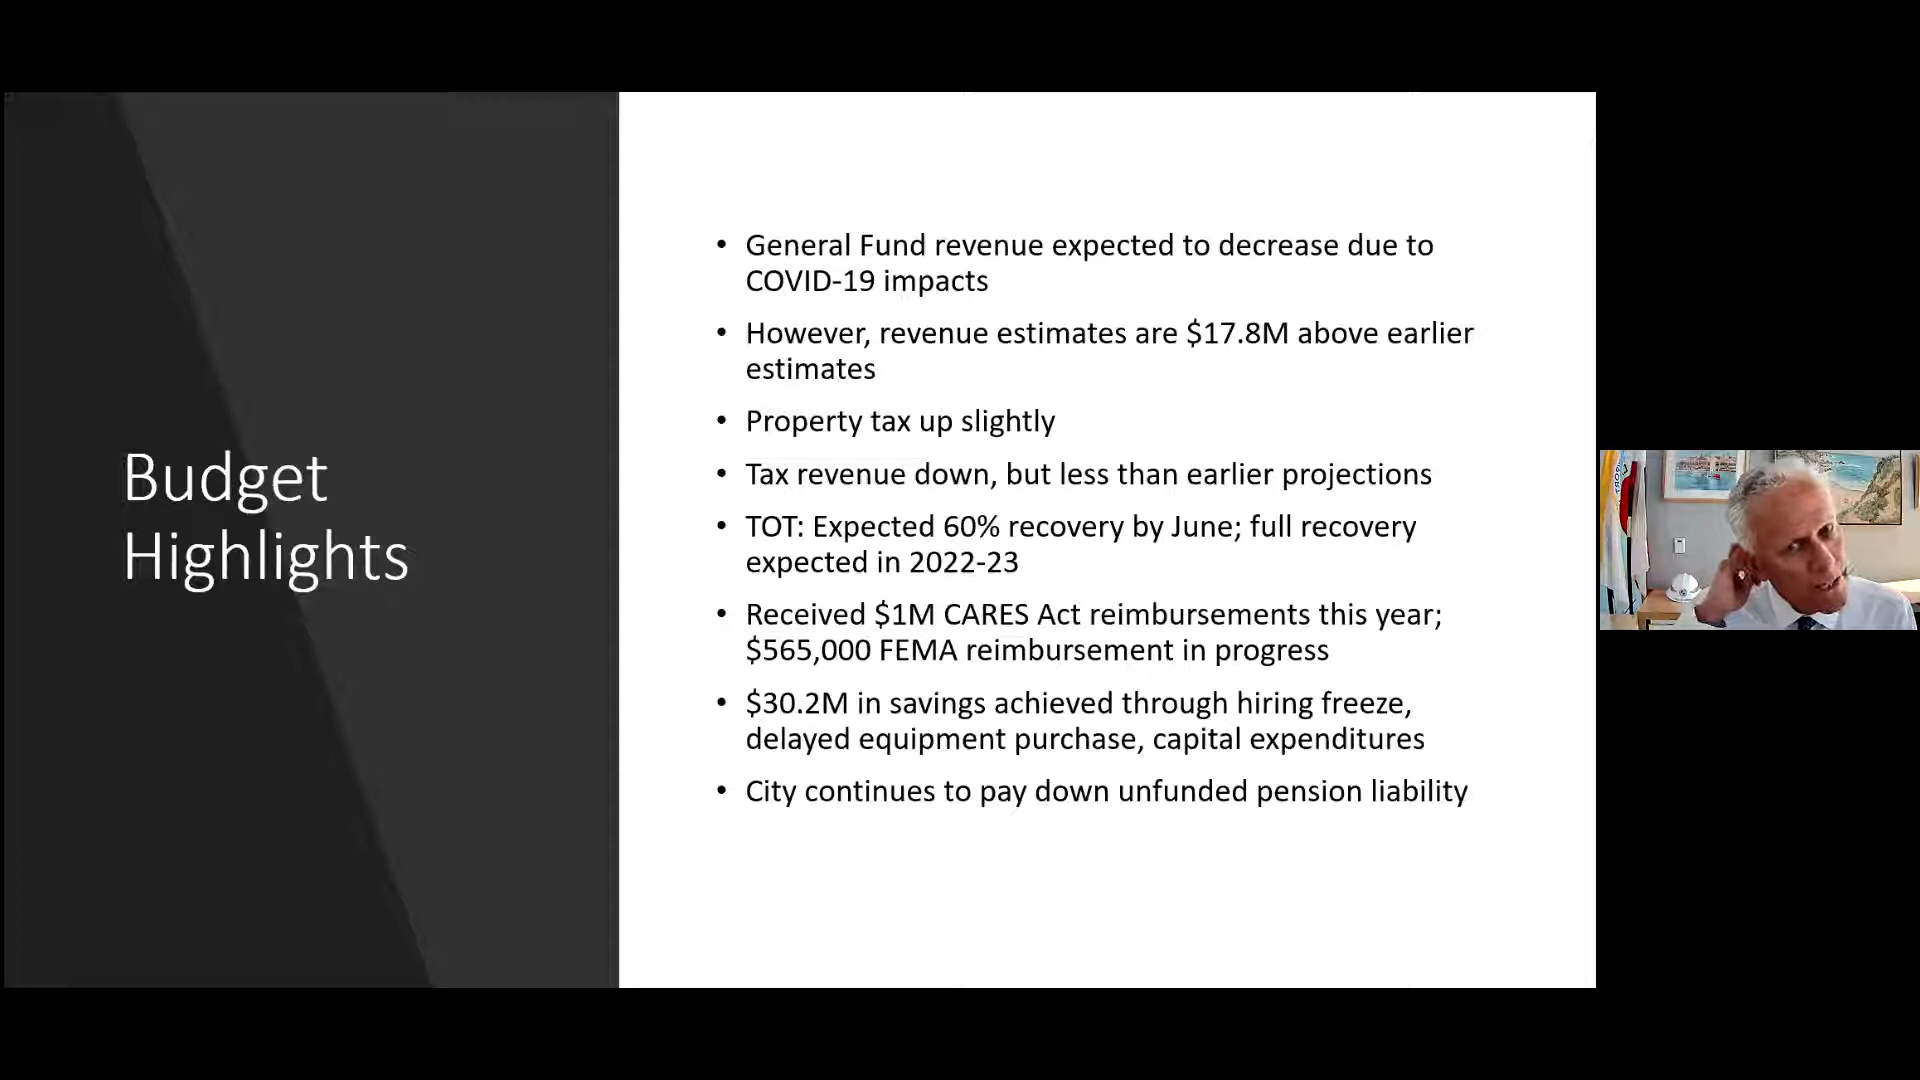 Budget
Highlights
• General Fund revenue expected to decrease due to
COVID-19 impacts
• However, revenue estimates are $17.8M above earlier
estimates
• Property tax up slightly
• Tax revenue down, but less than earlier projections
• TOT: Expected 60% recovery by June; full recovery
expected in 2022-23
• Received $1M CARES Act reimbursements this year;
$565,000 FEMA reimbursement in progress
• $30.2M in savings achieved through hiring freeze,
delayed equipment purchase, capital expenditures
• City continues to pay down unfunded pension liability